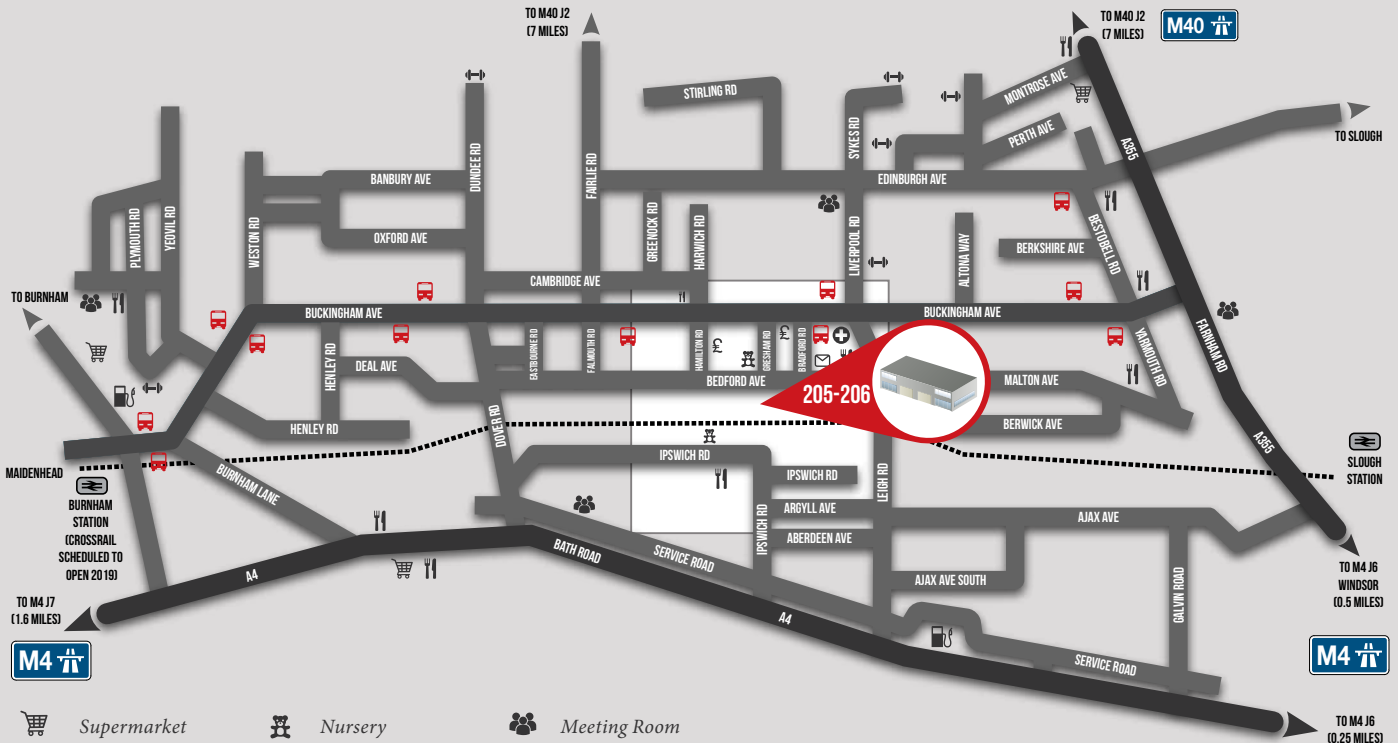 TO M40 J2
(7 MILES)
TO M40 J2
(7 MILES)
M40
STIRLING RD
MONTROSE AVE
PERTH AVE
SYKES RD
A355
TO SLOUGH
DUNDEE RD
FAIRLIE RD
BANBURY AVE
EDINBURGH AVE
PLYMOUTH RD
YEOVIL RD
WESTON RD
OXFORD AVE
GREENOCK RD
HARWICH RD
LIVERPOOL RD
ALTONA WAY
BERKSHIRE AVE
BESTOBELL RD
CAMBRIDGE AVE
TO BURNHAM
BUCKINGHAM AVE
BUCKINGHAM AVE
HENLEY RD
DEAL AVE
EASTBOURNE RD
FALMOUTH RD
HAMILTON RD
GRESHAM RD
BRADFORD RD
YARMOUTH RD
FARNHAM RD
BEDFORD AVE
205-206
MALTON AVE
HENLEY RD
DOVER RD
BERWICK AVE
A355
MAIDENHEAD
BURNHAM
STATION
(CROSSRAIL
SCHEDULED TO
OPEN 2019)
BURNHAM LANE
IPSWICH RD
IPSWICH RD
LEIGH RD
SLOUGH
STATION
ARGYLL AVE
AJAX AVE
IPSWICH RD
ABERDEEN AVE
BATH ROAD
SERVICE ROAD
A4
AJAX AVE SOUTH
GALVIN ROAD
TO M4 J6
WINDSOR
(0.5 MILES)
TO M4 J7
(1.6 MILES)
A4
M4
SERVICE ROAD
M4
TO M4 J6
(0.25 MILES)
Supermarket
Nursery
Meeting Room